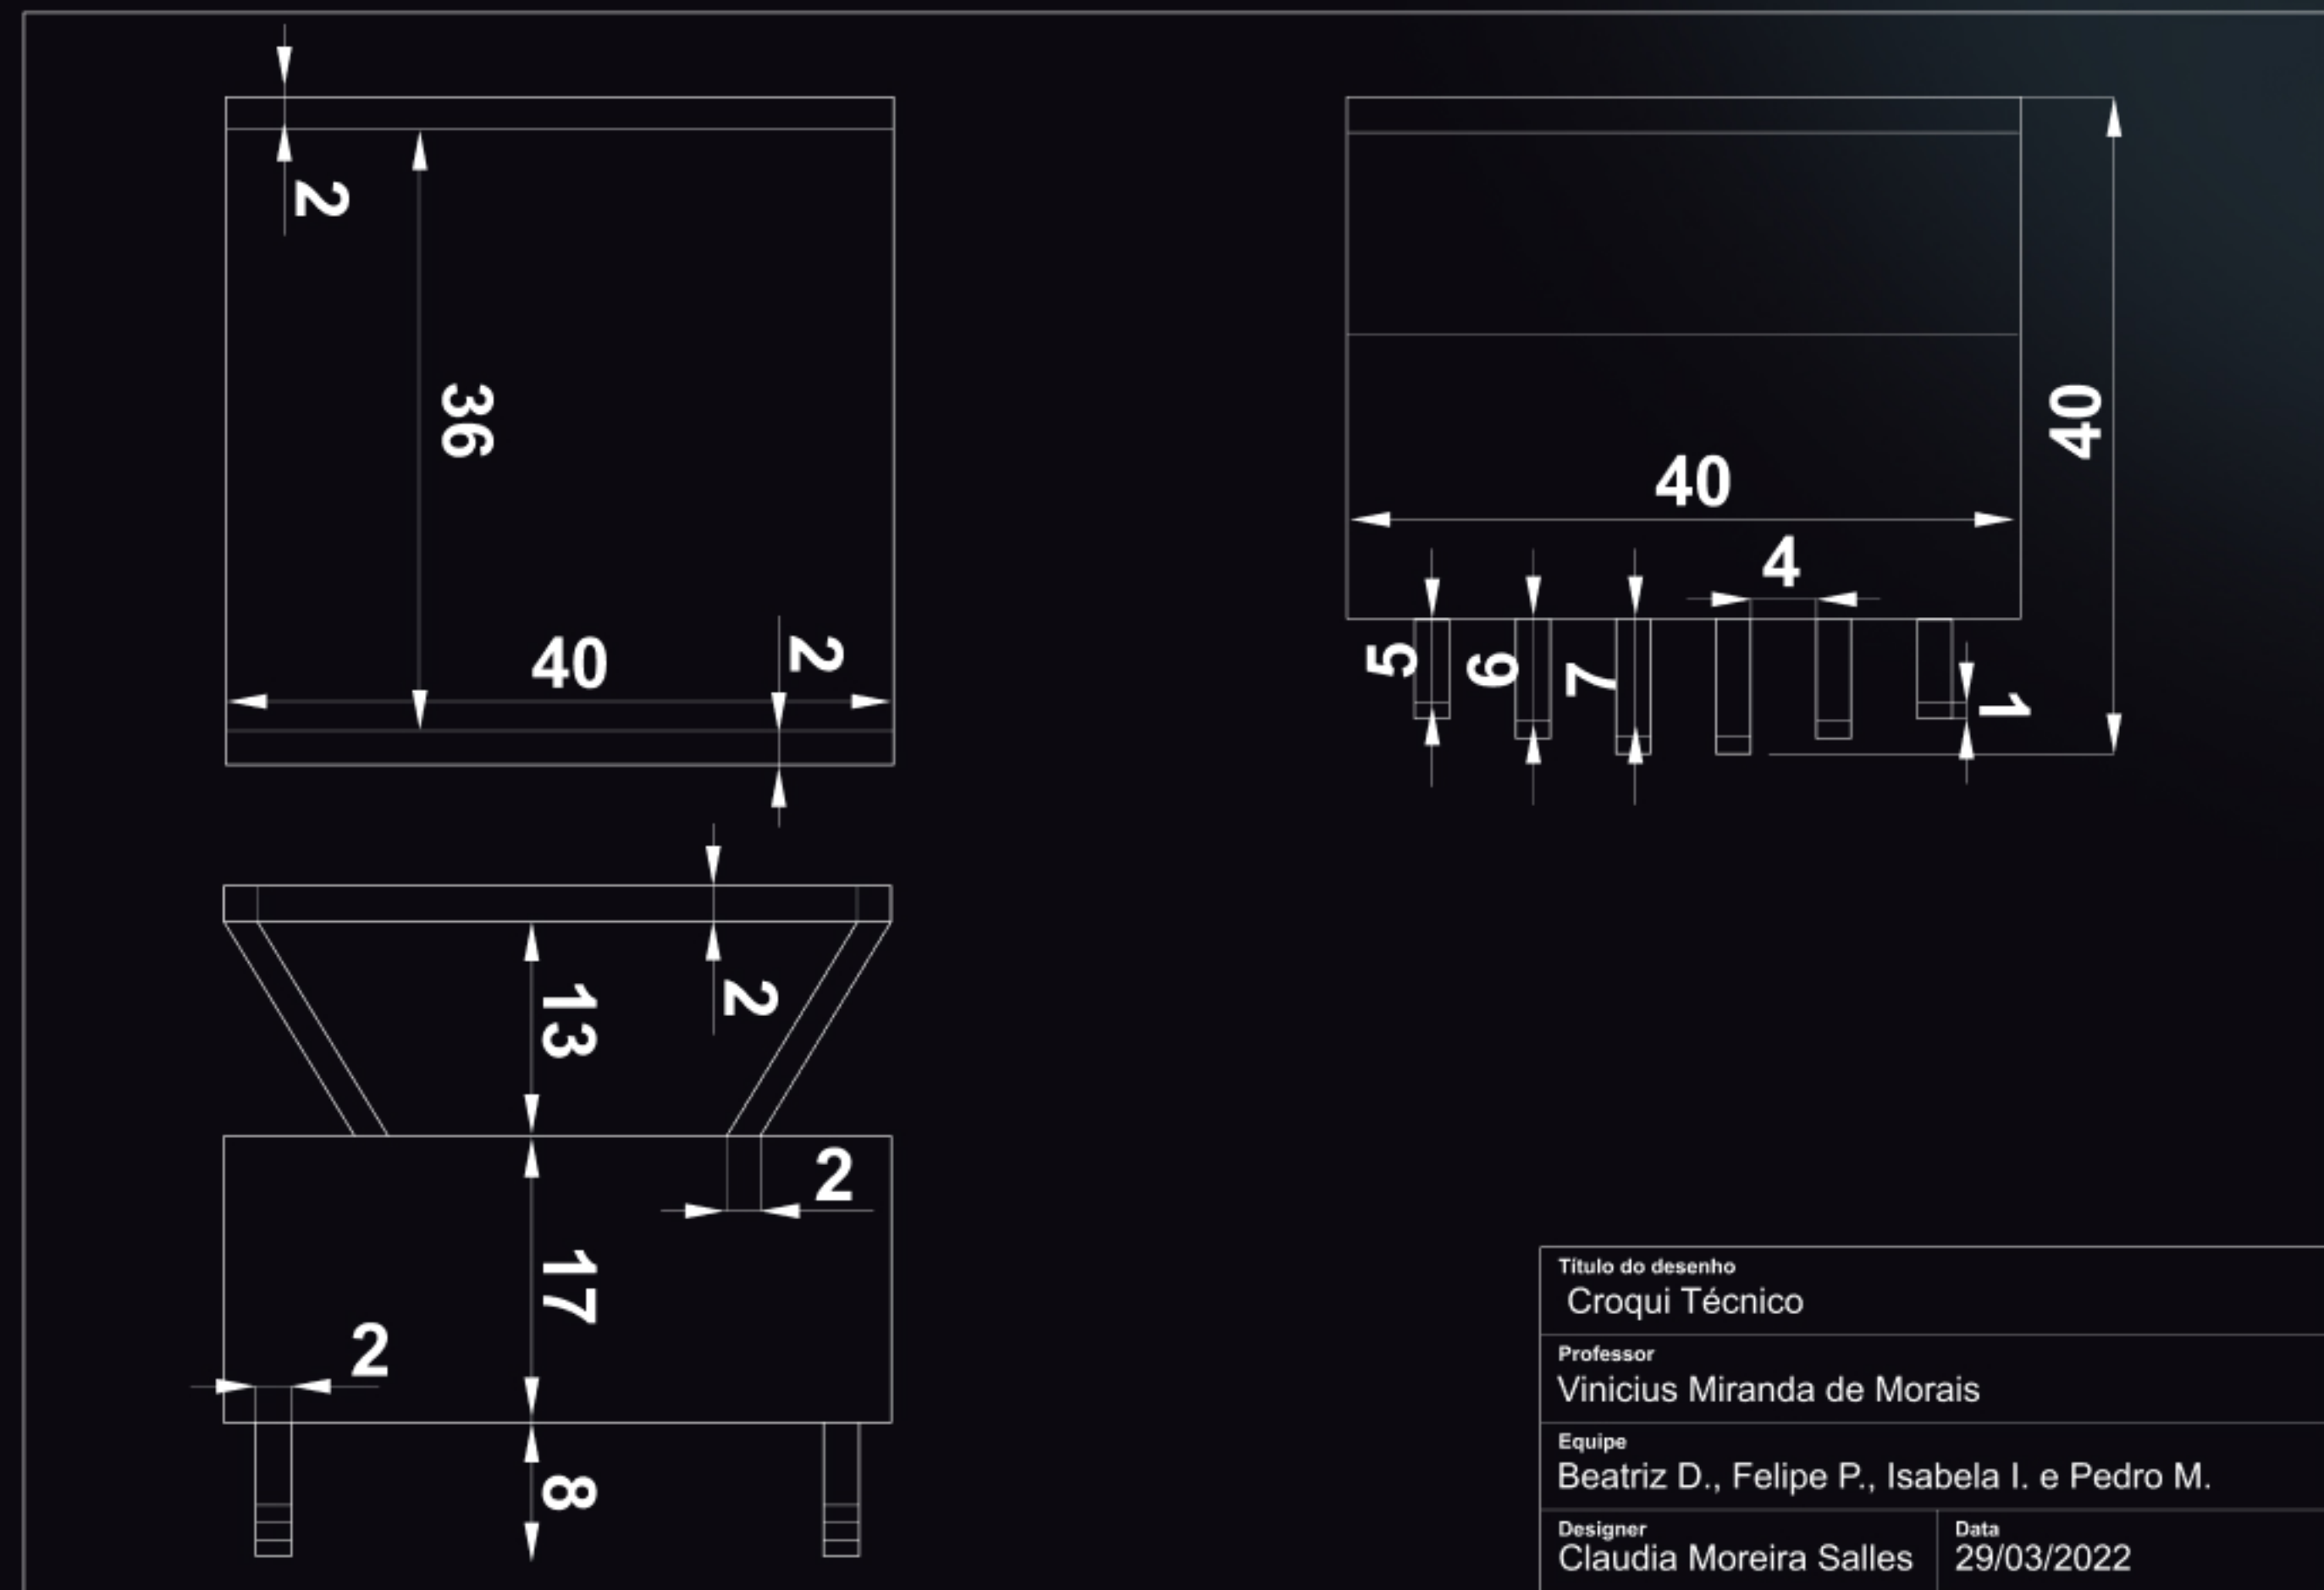 2
36
40
2
40
40
4
5
6
7
1
2
13
2
17
2
8
Título do desenho
Croqui Técnico
Professor
Vinicius Miranda de Morais
Equipe
Beatriz D., Felipe P., Isabela I. e Pedro M.
Designer
Claudia Moreira Salles
Data
29/03/2022